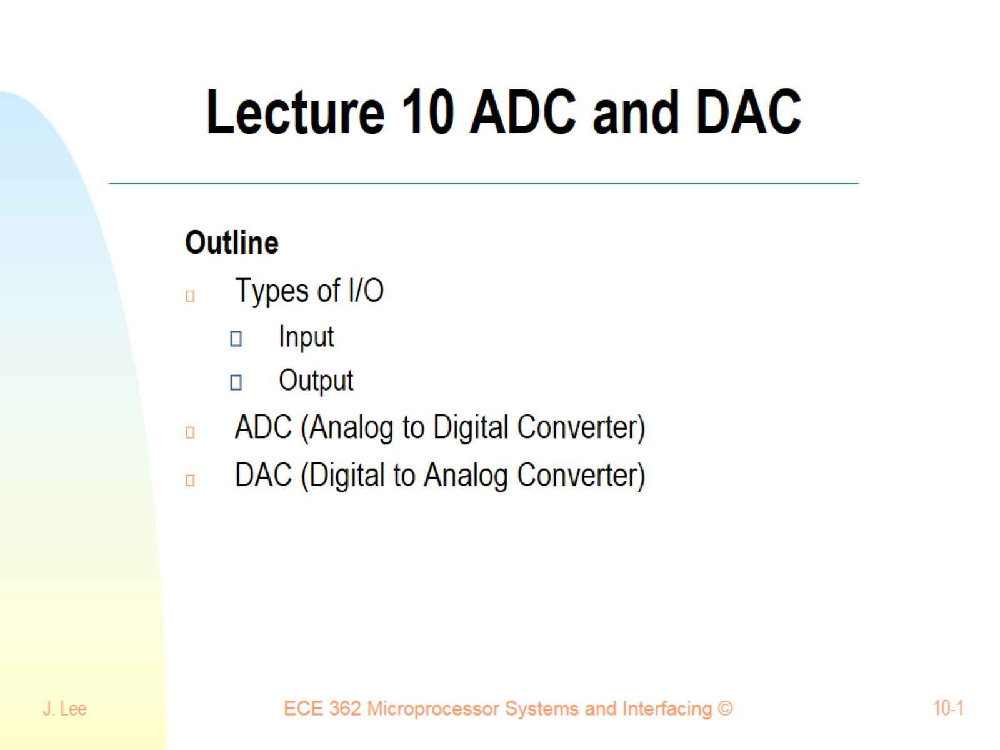 Lecture 10 ADC and DAC
Outline
Types of I/O
Input
Output
ADC (Analog to Digital Converter)
DAC (Digital to Analog Converter)
J. Lee
ECE 362 Microprocessor Systems and Interfacing ©
10-1